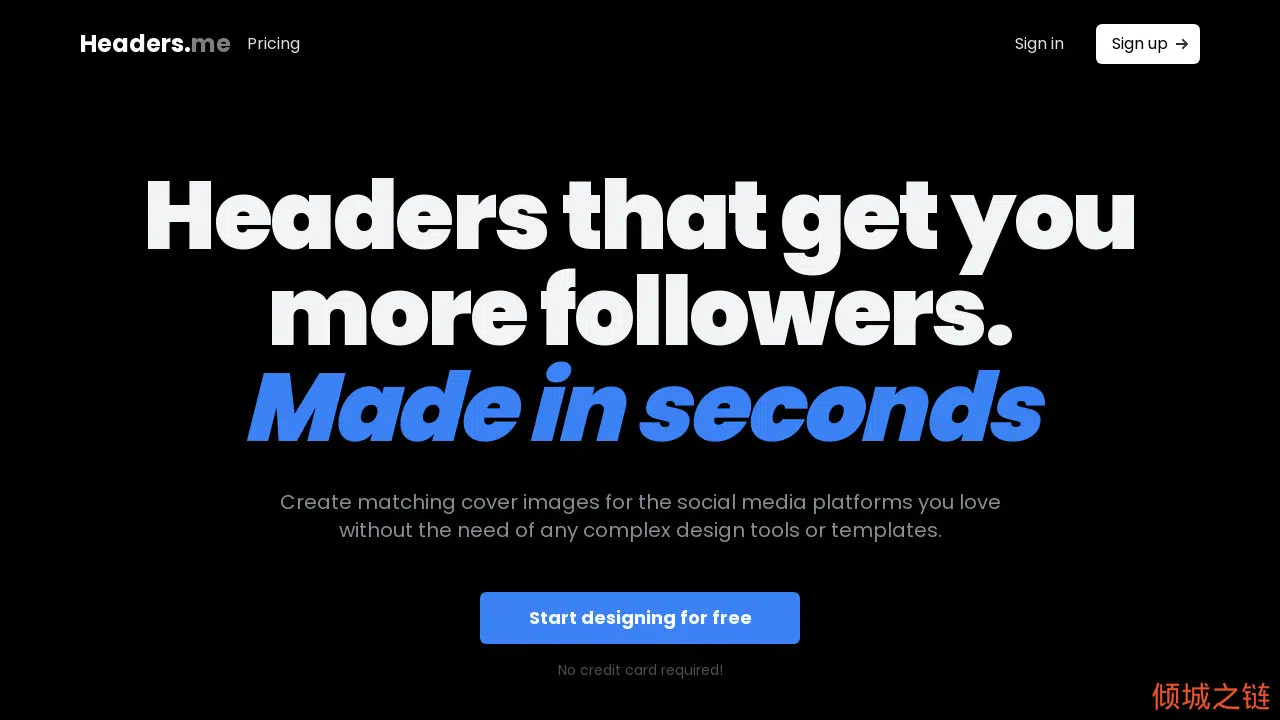 Headers.me Pricing Sign in Sign up →
Headers that get you
more followers.
Made in seconds
Create matching cover images for the social media platforms you love
without the need of any complex design tools or templates.
Start designing for free
No credit card required!
倾城之链